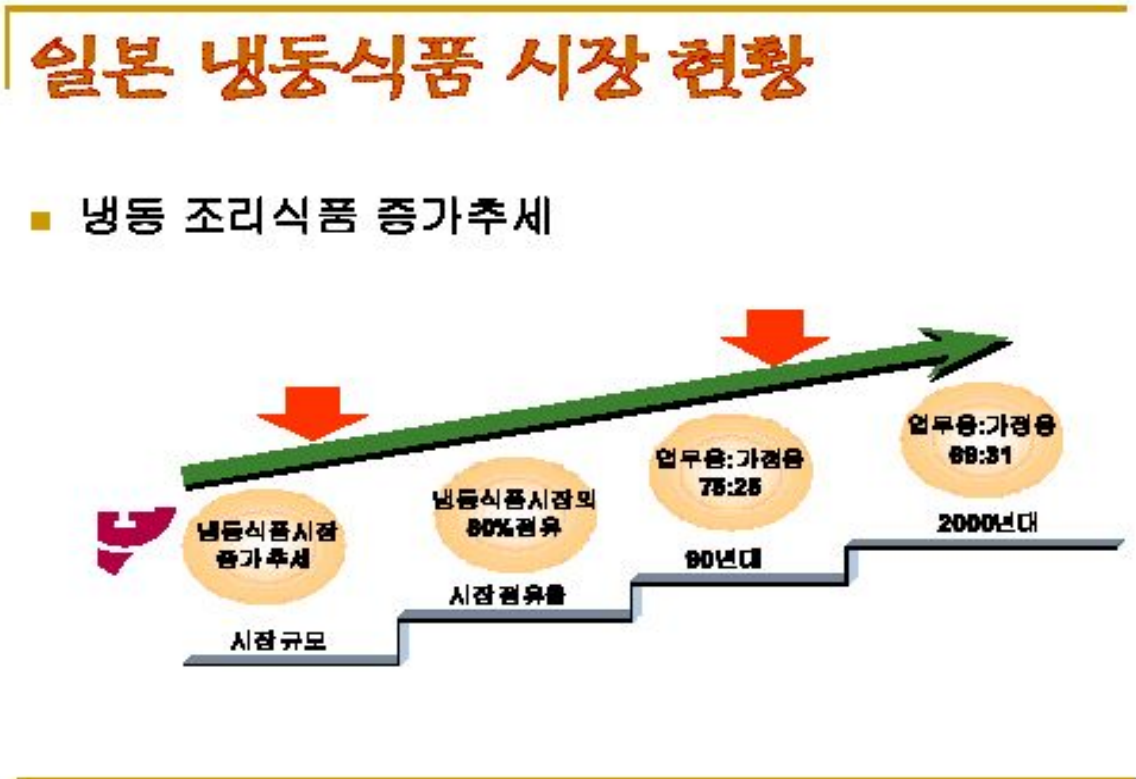 일본 냉동식품 시장 현황
냉동 조리식품 증가추세
냉동식품시장
증가추세
시장규모
냉동식품시장의
80%점유
시장점유율
업무용:가정용
75:25
90년대
업무용:가정용
69:31
2000년대